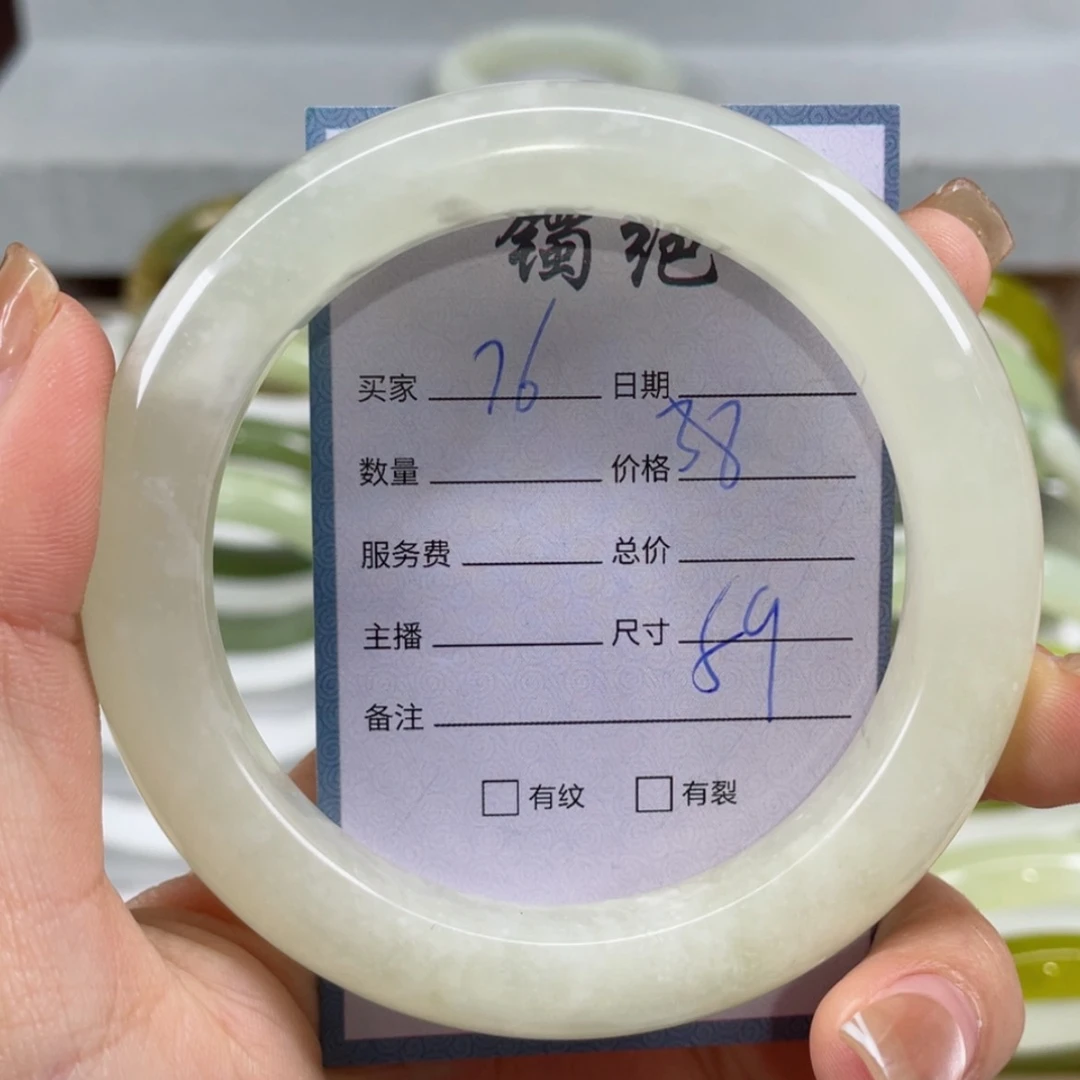 镯
买家 76 日期
数量 价格 38
服务费 总价
主播 尺寸 59
备注
有纹 有裂